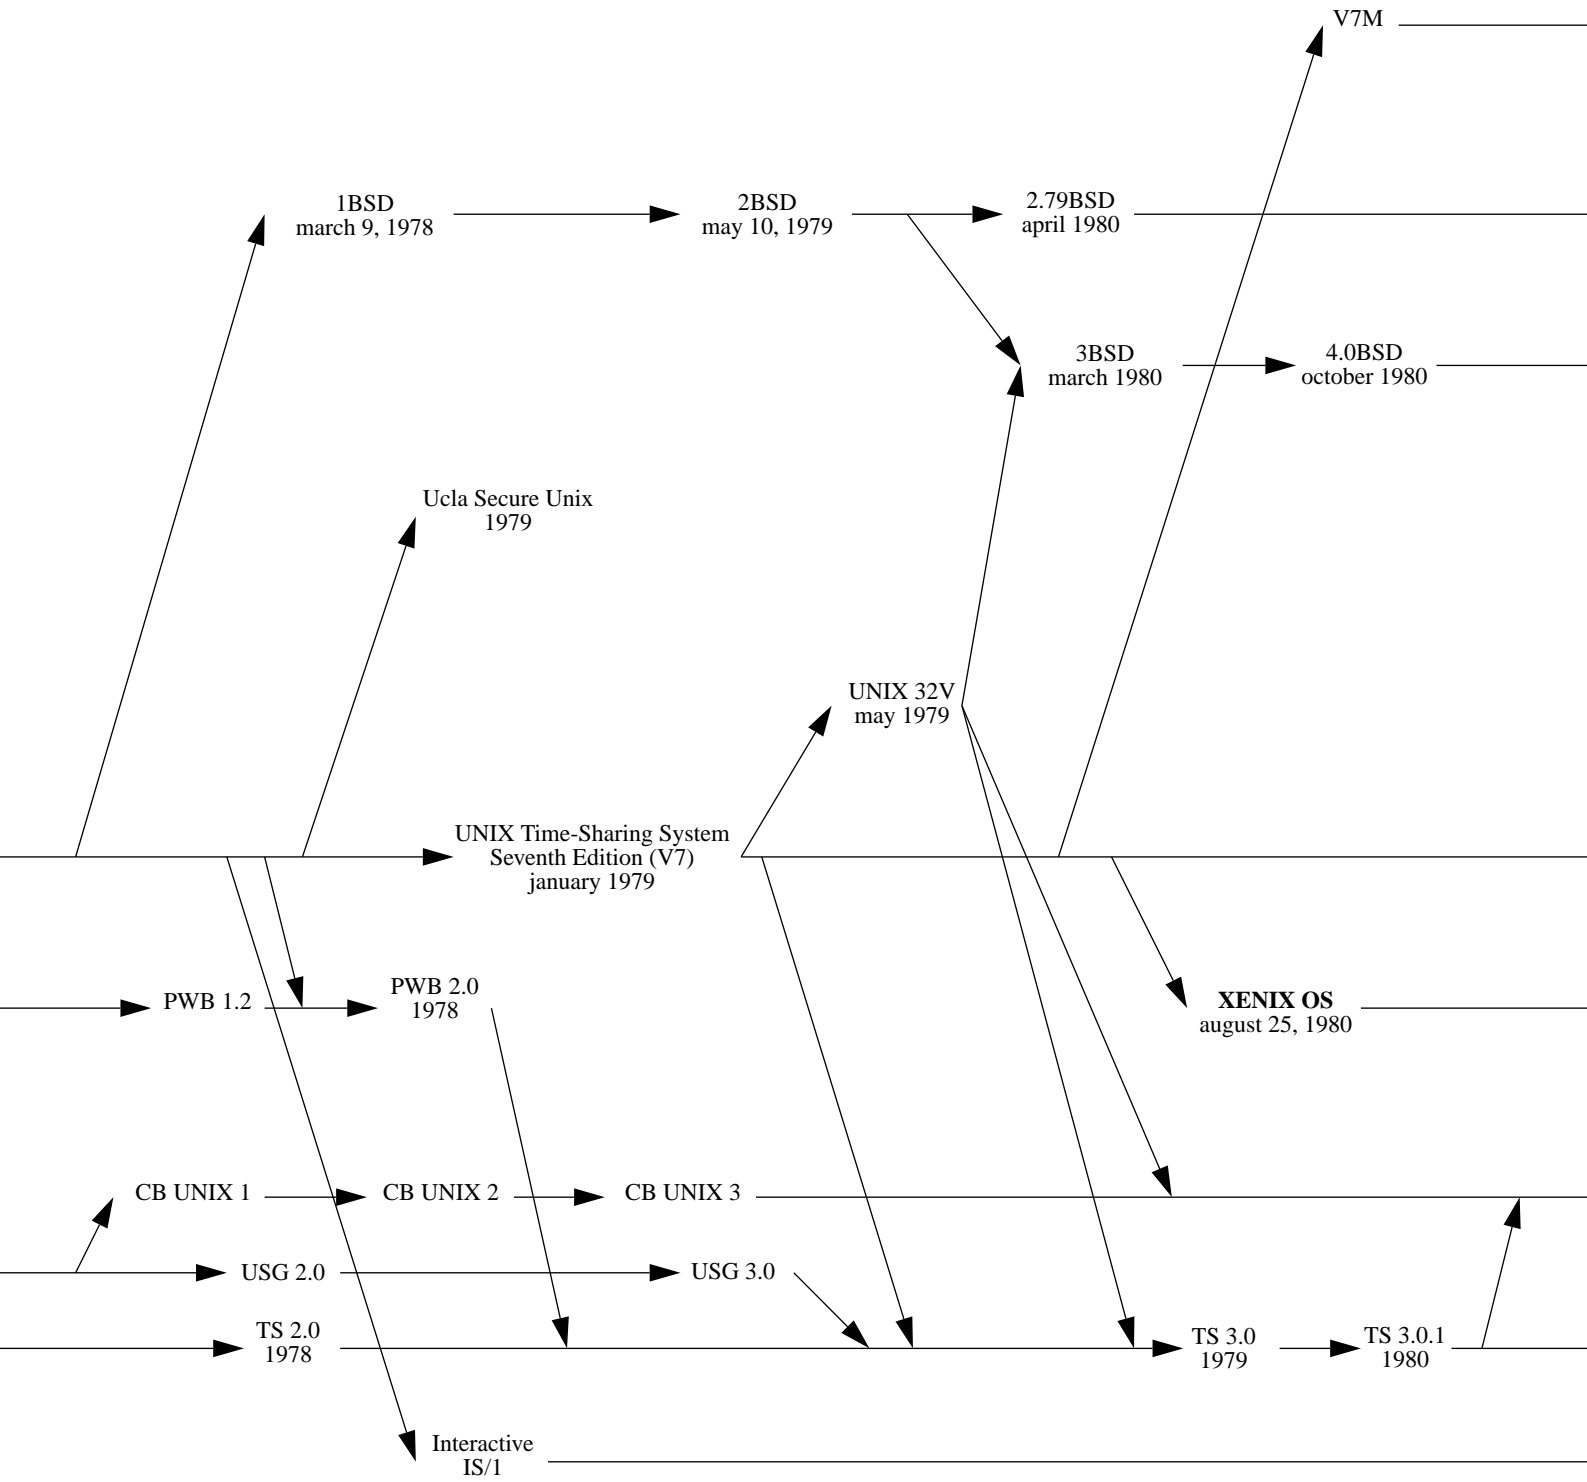 V7M
1BSD
march 9, 1978
2BSD
may 10, 1979
2.79BSD
april 1980
3BSD
march 1980
4.0BSD
october 1980
Ucla Secure Unix
1979
UNIX 32V
may 1979
UNIX Time-Sharing System
Seventh Edition (V7)
january 1979
PWB 1.2
PWB 2.0
1978
XENIX OS
august 25, 1980
CB UNIX 1
CB UNIX 2
CB UNIX 3
USG 2.0
USG 3.0
TS 2.0
1978
TS 3.0
1979
TS 3.0.1
1980
Interactive
IS/1